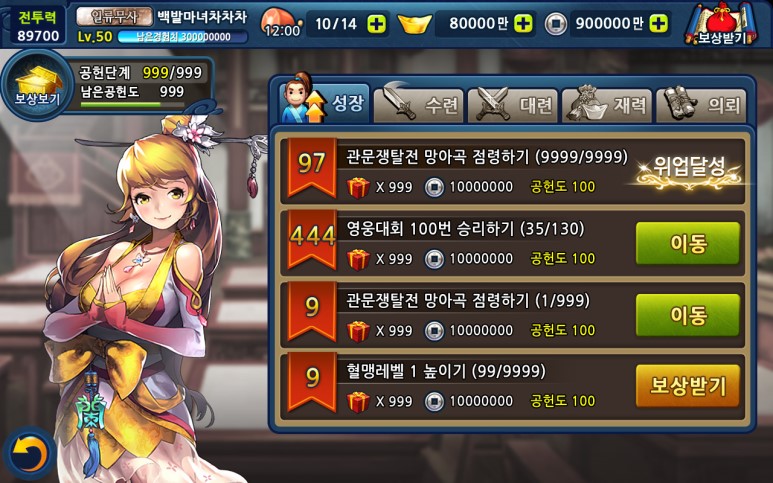 전투력
89700
일류무사 백발마녀차차차
Lv.50 남은경험치 300000000
12:00
10/14
80000만
900000만
보상받기
보상보기
공헌단계 999/999
남은공헌도 999
성장
수련
대련
재력
의뢰
97
관문쟁탈전 망아곡 점령하기 (9999/9999)
X 999 10000000 공헌도 100
위업달성
444
영웅대회 100번 승리하기 (35/130)
X 999 10000000 공헌도 100
이동
9
관문쟁탈전 망아곡 점령하기 (1/999)
X 999 10000000 공헌도 100
이동
9
혈맹레벨 1 높이기 (99/9999)
X 999 10000000 공헌도 100
보상받기
蘭